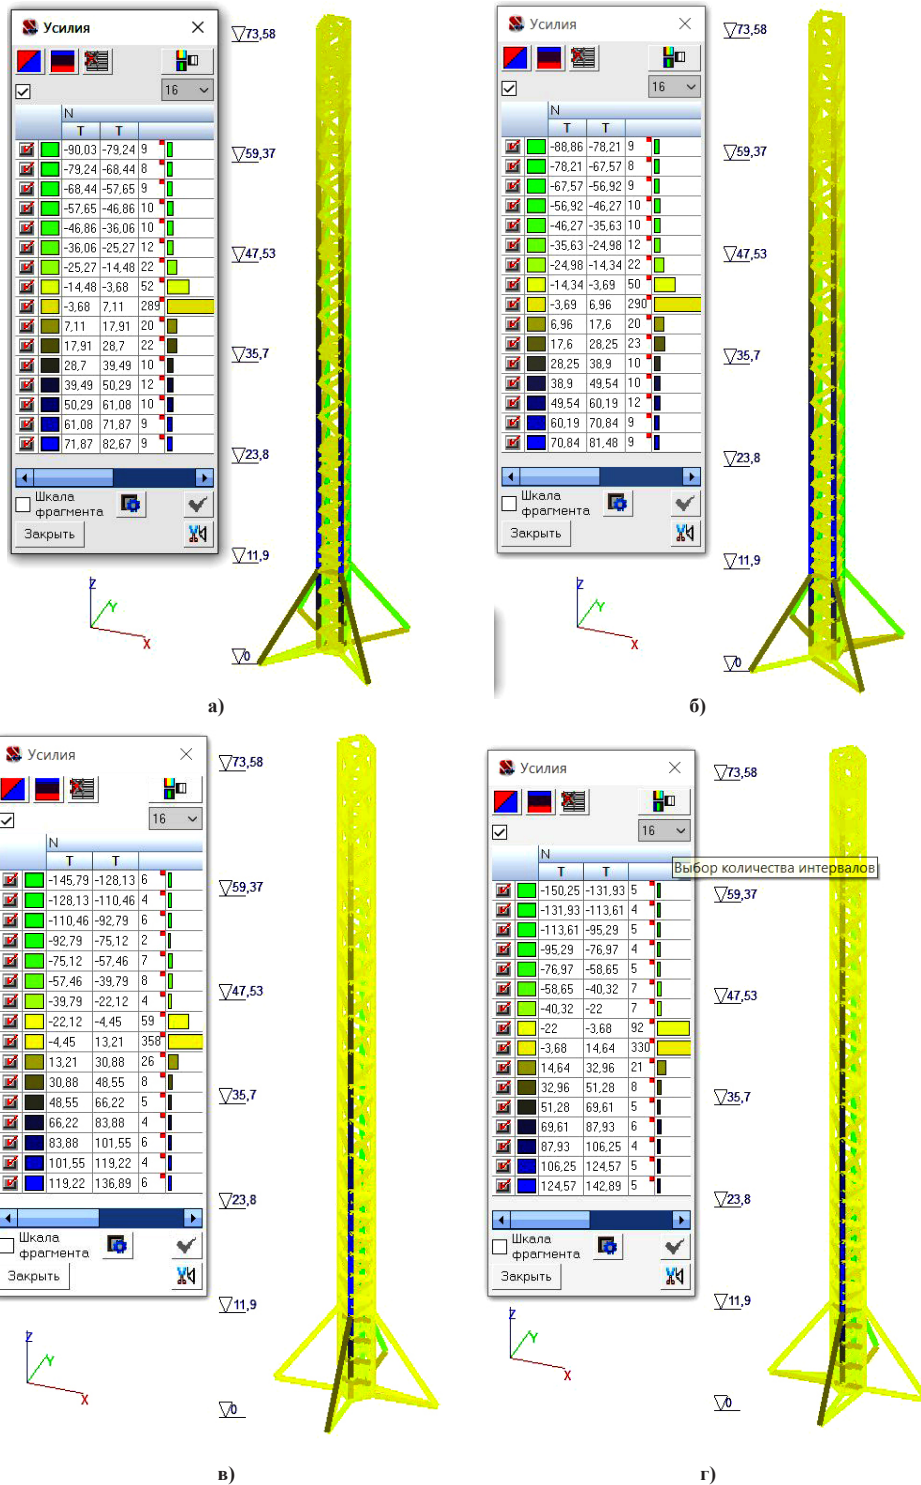 Усилия
16
N
T T
-90,03 -79,24 9
-79,24 -68,44 8
-68,44 -57,65 9
-57,65 -46,86 10
-46,86 -36,06 10
-36,06 -25,27 12
-25,27 -14,48 22
-14,48 -3,68 52
-3,68 7,11 289
7,11 17,91 20
17,91 28,7 22
28,7 39,49 10
39,49 50,29 12
50,29 61,08 10
61,08 71,87 9
71,87 82,67 9
Шкала
фрагмента
Закрыть
73,58
59,37
47,53
35,7
23,8
11,9
0
Z
Y
X
а)
Усилия
16
N
T T
-88,86 -78,21 9
-78,21 -67,57 8
-67,57 -56,92 9
-56,92 -46,27 10
-46,27 -35,63 10
-35,63 -24,98 12
-24,98 -14,34 22
-14,34 -3,69 50
-3,69 6,96 290
6,96 17,6 20
17,6 28,25 23
28,25 38,9 10
38,9 49,54 10
49,54 60,19 12
60,19 70,84 9
70,84 81,48 9
Шкала
фрагмента
Закрыть
73,58
59,37
47,53
35,7
23,8
11,9
0
Z
Y
X
б)
Усилия
16
N
T T
-145,79 -128,13 6
-128,13 -110,46 4
-110,46 -92,79 6
-92,79 -75,12 2
-75,12 -57,46 7
-57,46 -39,79 8
-39,79 -22,12 4
-22,12 -4,45 59
-4,45 13,21 358
13,21 30,88 26
30,88 48,55 8
48,55 66,22 5
66,22 83,88 4
83,88 101,55 6
101,55 119,22 4
119,22 136,89 6
Шкала
фрагмента
Закрыть
73,58
59,37
47,53
35,7
23,8
11,9
0
Z
Y
X
в)
Усилия
16
Выбор количества интервалов
N
T T
-150,25 -131,93 5
-131,93 -113,61 4
-113,61 -95,29 5
-95,29 -76,97 4
-76,97 -58,65 5
-58,65 -40,32 7
-40,32 -22 7
-22 -3,68 92
-3,68 14,64 330
14,64 32,96 21
32,96 51,28 8
51,28 69,61 5
69,61 87,93 6
87,93 106,25 4
106,25 124,57 5
124,57 142,89 5
Шкала
фрагмента
Закрыть
73,58
59,37
47,53
35,7
23,8
11,9
0
Z
Y
X
г)